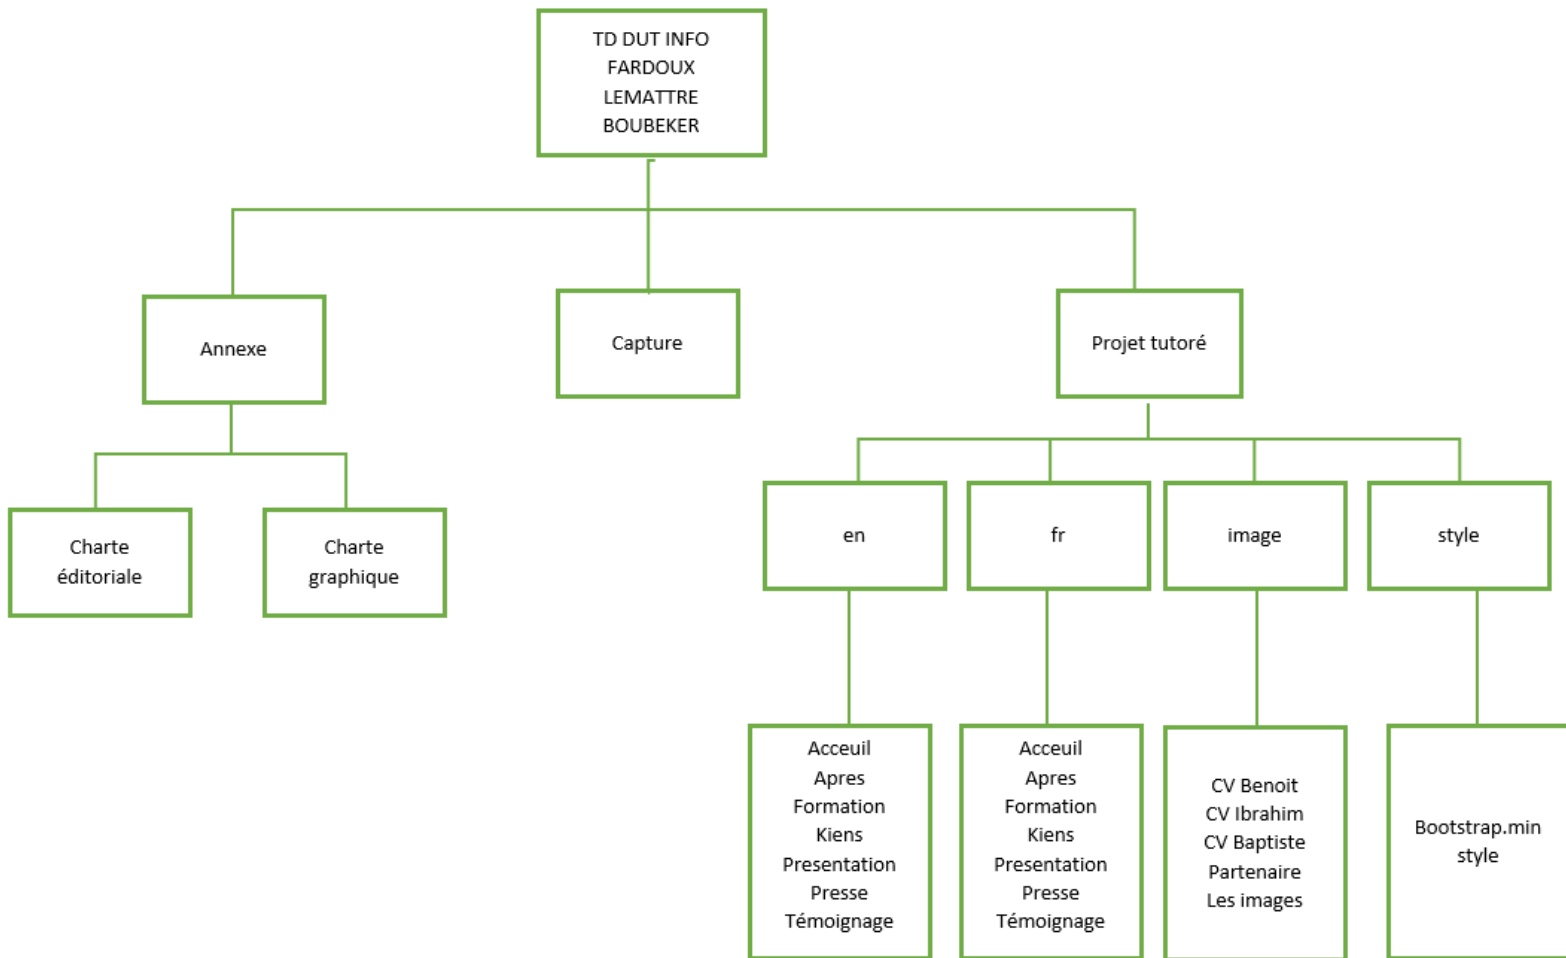 TD DUT INFO
FARDOUX
LEMATTRE
BOUBEKER
Annexe
Capture
Projet tutoré
Charte
éditoriale
Charte
graphique
en
fr
image
style
Acceuil
Apres
Formation
Kiens
Presentation
Presse
Témoignage
Acceuil
Apres
Formation
Kiens
Presentation
Presse
Témoignage
CV Benoit
CV Ibrahim
CV Baptiste
Partenaire
Les images
Bootstrap.min
style